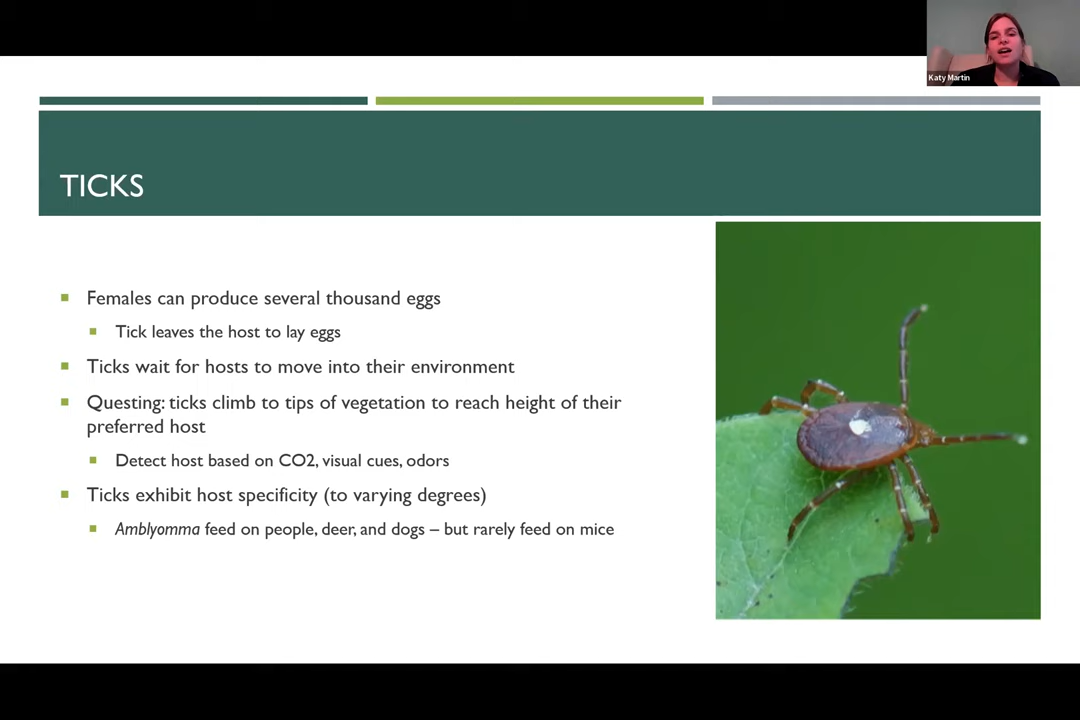 Katy Martin
TICKS
Females can produce several thousand eggs
Tick leaves the host to lay eggs
Ticks wait for hosts to move into their environment
Questing: ticks climb to tips of vegetation to reach height of their
preferred host
Detect host based on CO2, visual cues, odors
Ticks exhibit host specificity (to varying degrees)
Amblyomma feed on people, deer, and dogs – but rarely feed on mice